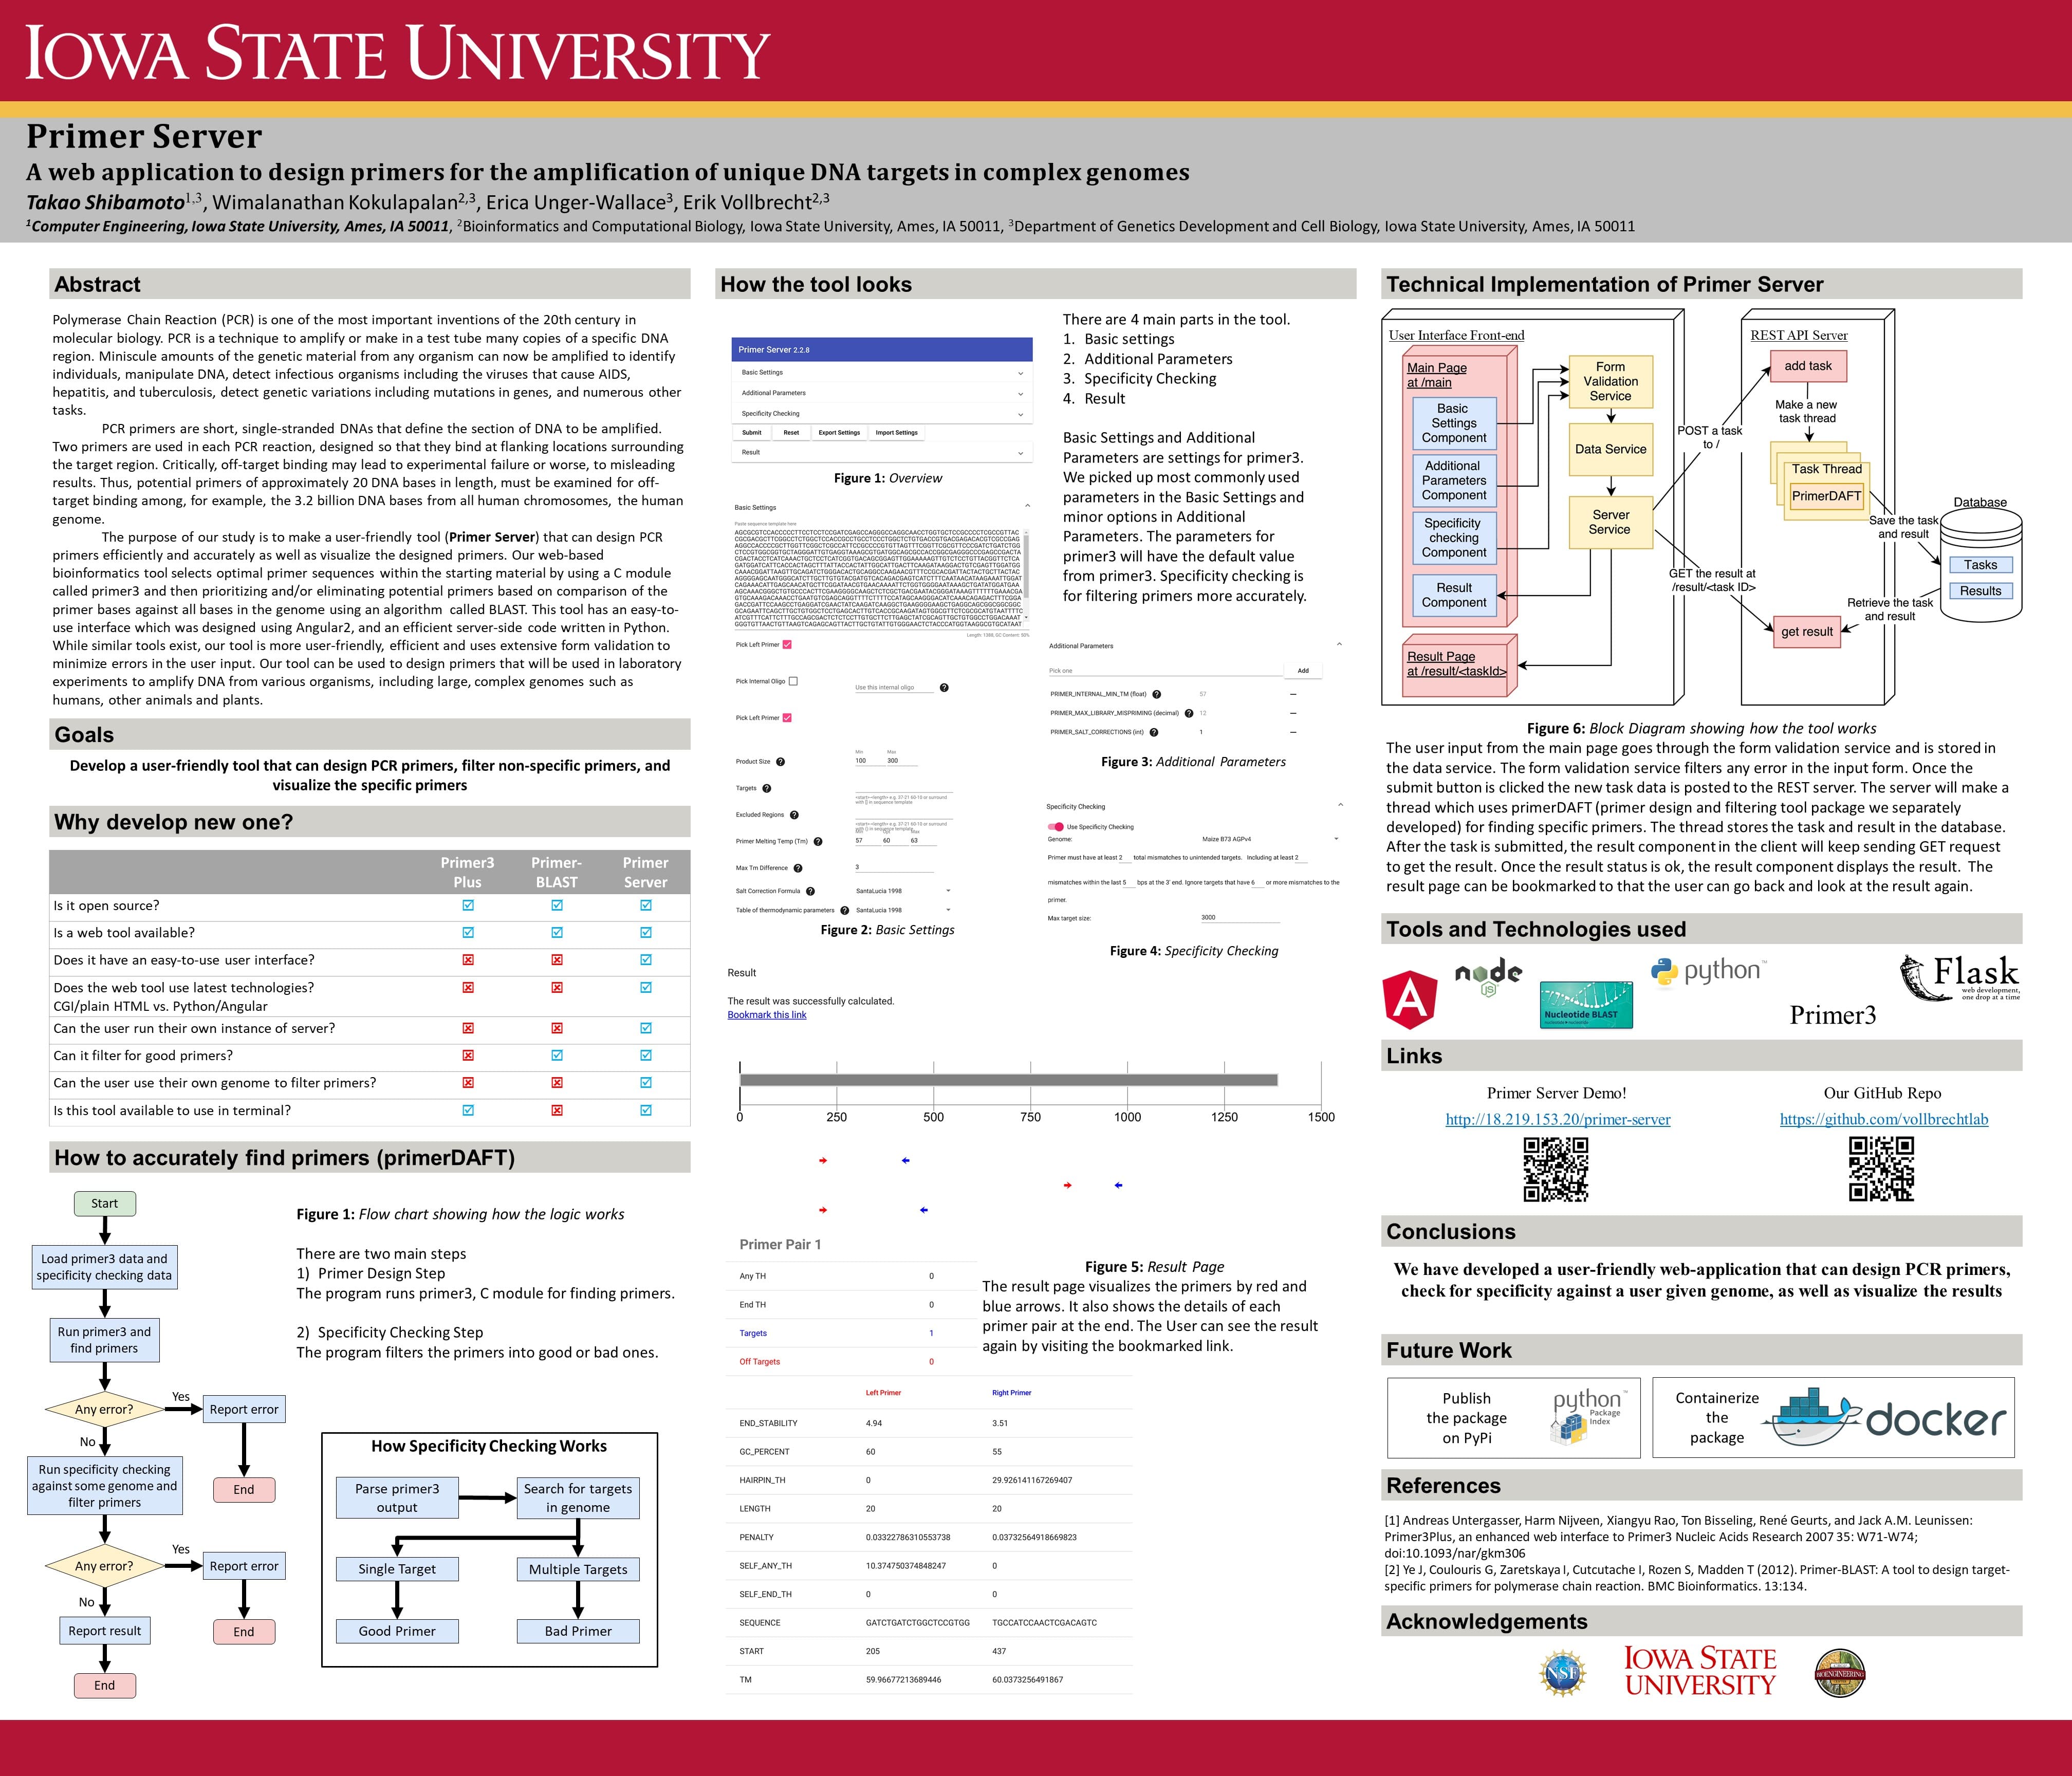 IOWA STATE UNIVERSITY
Primer Server
A web application to design primers for the amplification of unique DNA targets in complex genomes
Takao Shibamoto1,3, Wimalanathan Kokulapalan2,3, Erica Unger-Wallace3, Erik Vollbrecht2,3
1Computer Engineering, Iowa State University, Ames, IA 50011, 2Bioinformatics and Computational Biology, Iowa State University, Ames, IA 50011, 3Department of Genetics Development and Cell Biology, Iowa State University, Ames, IA 50011
Abstract
Polymerase Chain Reaction (PCR) is one of the most important inventions of the 20th century in
molecular biology. PCR is a technique to amplify or make in a test tube many copies of a specific DNA
region. Miniscule amounts of the genetic material from any organism can now be amplified to identify
individuals, manipulate DNA, detect infectious organisms including the viruses that cause AIDS,
hepatitis, and tuberculosis, detect genetic variations including mutations in genes, and numerous other
tasks.
PCR primers are short, single-stranded DNAs that define the section of DNA to be amplified.
Two primers are used in each PCR reaction, designed so that they bind at flanking locations surrounding
the target region. Critically, off-target binding may lead to experimental failure or worse, to misleading
results. Thus, potential primers of approximately 20 DNA bases in length, must be examined for off-
target binding among, for example, the 3.2 billion DNA bases from all human chromosomes, the human
genome.
The purpose of our study is to make a user-friendly tool (Primer Server) that can design PCR
primers efficiently and accurately as well as visualize the designed primers. Our web-based
bioinformatics tool selects optimal primer sequences within the starting material by using a C module
called primer3 and then prioritizing and/or eliminating potential primers based on comparison of the
primer bases against all bases in the genome using an algorithm called BLAST. This tool has an easy-to-
use interface which was designed using Angular2, and an efficient server-side code written in Python.
While similar tools exist, our tool is more user-friendly, efficient and uses extensive form validation to
minimize errors in the user input. Our tool can be used to design primers that will be used in laboratory
experiments to amplify DNA from various organisms, including large, complex genomes such as
humans, other animals and plants.
Goals
Develop a user-friendly tool that can design PCR primers, filter non-specific primers, and
visualize the specific primers
Why develop new one?
Primer3 Plus Primer-BLAST Primer Server
Is it open source?
Is a web tool available?
Does it have an easy-to-use user interface?
Does the web tool use latest technologies?
CGI/plain HTML vs. Python/Angular
Can the user run their own instance of server?
Can it filter for good primers?
Can the user use their own genome to filter primers?
Is this tool available to use in terminal?
How to accurately find primers (primerDAFT)
Start
Load primer3 data and
specificity checking data
Run primer3 and
find primers
Any error?
Yes
Report error
No
End
Run specificity checking
against some genome and
filter primers
Any error?
Yes
Report error
No
End
Report result
End
Figure 1: Flow chart showing how the logic works
There are two main steps
1) Primer Design Step
The program runs primer3, C module for finding primers.
2) Specificity Checking Step
The program filters the primers into good or bad ones.
How Specificity Checking Works
Parse primer3
output
Search for targets
in genome
Single Target
Multiple Targets
Good Primer
Bad Primer
How the tool looks
Primer Server 2.2.8
Basic Settings
Additional Parameters
Specificity Checking
Submit Reset Export Settings Import Settings
Result
Figure 1: Overview
There are 4 main parts in the tool.
1. Basic settings
2. Additional Parameters
3. Specificity Checking
4. Result
Basic Settings and Additional
Parameters are settings for primer3.
We picked up most commonly used
parameters in the Basic Settings and
minor options in Additional
Parameters. The parameters for
primer3 will have the default value
from primer3. Specificity checking is
for filtering primers more accurately.
Basic Settings
Paste sequence template here
Length: 1388, GC Content: 50%
Pick Left Primer
Pick Internal Oligo
Use this internal oligo
Pick Left Primer
Min Max
Product Size 100 300
Targets
<start>-<length> e.g. 37-21 60-10 or surround
with [] in sequence template
Excluded Regions
<start>-<length> e.g. 37-21 60-10 or surround
Min Opt Max
Primer Melting Temp (Tm) 57 60 63
Max Tm Difference 3
Salt Correction Formula SantaLucia 1998
Table of thermodynamic parameters SantaLucia 1998
Figure 2: Basic Settings
Additional Parameters
Pick one Add
PRIMER_INTERNAL_MIN_TM (float) 57
PRIMER_MAX_LIBRARY_MISPRIMING (decimal) 12
PRIMER_SALT_CORRECTIONS (int) 1
Figure 3: Additional Parameters
Specificity Checking
Use Specificity Checking
Genome: Maize B73 AGPv4
Primer must have at least 2 total mismatches to unintended targets. Including at least 2
mismatches within the last 5 bps at the 3' end. Ignore targets that have 6 or more mismatches to the
primer.
Max target size: 3000
Figure 4: Specificity Checking
Result
The result was successfully calculated.
Bookmark this link
0 250 500 750 1000 1250 1500
Primer Pair 1
Any TH 0
End TH 0
Targets 1
Off Targets 0
Figure 5: Result Page
The result page visualizes the primers by red and
blue arrows. It also shows the details of each
primer pair at the end. The User can see the result
again by visiting the bookmarked link.
Left Primer Right Primer
END_STABILITY 4.94 3.51
GC_PERCENT 60 55
HAIRPIN_TH 0 29.926141167269407
LENGTH 20 20
PENALTY 0.03322786310553738 0.03732564918669823
SELF_ANY_TH 10.374750374848247 0
SELF_END_TH 0 0
SEQUENCE GATCTGATCTGGCTCCGTGG TGCCATCCAACTCGACAGTC
START 205 437
TM 59.96677213689446 60.0373256491867
Technical Implementation of Primer Server
User Interface Front-end
Main Page
at /main
Basic
Settings
Component
Additional
Parameters
Component
Specificity
checking
Component
Result
Component
Result Page
at /result/<taskId>
Form
Validation
Service
Data Service
Server
Service
POST a task
to /
GET the result at
/result/<task ID>
REST API Server
add task
Make a new
task thread
Task Thread
PrimerDAFT
get result
Save the task
and result
Retrieve the task
and result
Database
Tasks
Results
Figure 6: Block Diagram showing how the tool works
The user input from the main page goes through the form validation service and is stored in
the data service. The form validation service filters any error in the input form. Once the
submit button is clicked the new task data is posted to the REST server. The server will make a
thread which uses primerDAFT (primer design and filtering tool package we separately
developed) for finding specific primers. The thread stores the task and result in the database.
After the task is submitted, the result component in the client will keep sending GET request
to get the result. Once the result status is ok, the result component displays the result. The
result page can be bookmarked to that the user can go back and look at the result again.
Tools and Technologies used
A
node
JS
Nucleotide BLAST
python
Primer3
Flask
web development,
one drop at a time
Links
Primer Server Demo!
http://18.219.153.20/primer-server
Our GitHub Repo
https://github.com/vollbrechtlab
Conclusions
We have developed a user-friendly web-application that can design PCR primers,
check for specificity against a user given genome, as well as visualize the results
Future Work
Publish
the package
on PyPi
python
Package
Index
Containerize
the
package
docker
References
[1] Andreas Untergasser, Harm Nijveen, Xiangyu Rao, Ton Bisseling, René Geurts, and Jack A.M. Leunissen:
Primer3Plus, an enhanced web interface to Primer3 Nucleic Acids Research 2007 35: W71-W74;
doi:10.1093/nar/gkm306
[2] Ye J, Coulouris G, Zaretskaya I, Cutcutache I, Rozen S, Madden T (2012). Primer-BLAST: A tool to design target-
specific primers for polymerase chain reaction. BMC Bioinformatics. 13:134.
Acknowledgements
NSF
IOWA STATE
UNIVERSITY
BIOENGINEERING